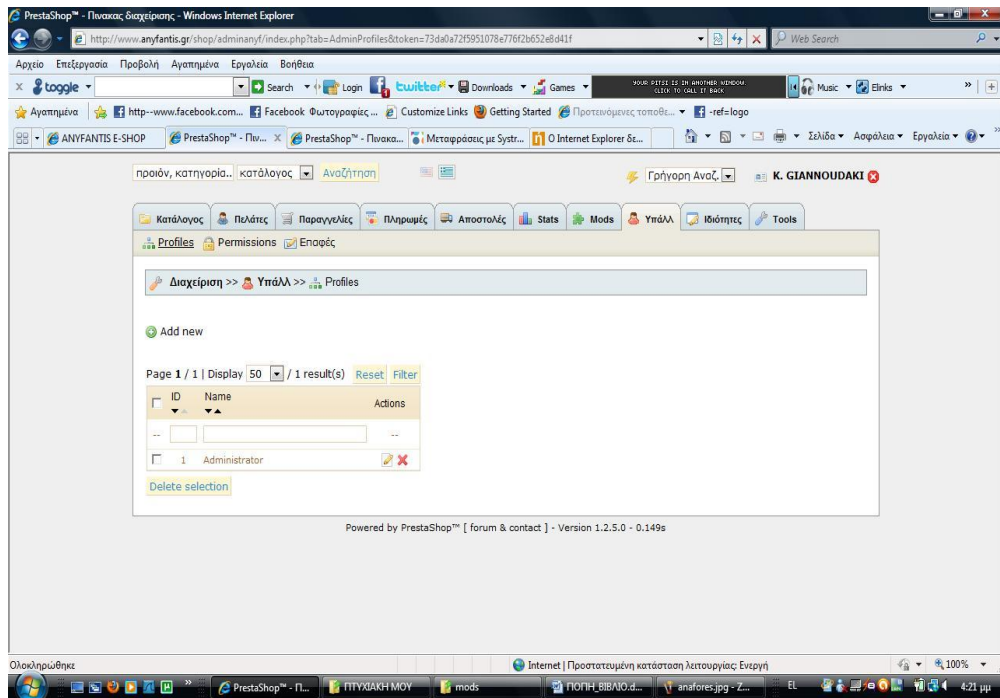 PrestaShop™ - Πινακας διαχείρισης - Windows Internet Explorer
http://www.anyfantis.gr/shop/adminanyf/index.php?tab=AdminProfiles&token=73da0a72f5951078e776f2b652e8d41f
Web Search
Αρχείο Επεξεργασία Προβολή Αγαπημένα Εργαλεία Βοήθεια
x toggle Search Login twitter Downloads Games YOUR PITSI IS IN ANOTHER WINDOW. CLICK TO CALL IT BACK Music Elinks »
Αγαπημένα http--www.facebook.com... Facebook Φωτογραφίες ... Customize Links Getting Started Προτεινόμενες τοποθε... -ref=logo
ANYFANTIS E-SHOP PrestaShop™ - Πιν... X PrestaShop™ - Πινακα... Μεταφράσεις με Systr... Ο Internet Explorer δε... Σελίδα Ασφάλεια Εργαλεία »
προιόν, κατηγορία.. κατάλογος Αναζήτηση Γρήγορη Αναζ. K. GIANNOUDAKI
Κατάλογος Πελάτες Παραγγελίες Πληρωμές Αποστολές Stats Mods Υπάλλ Ιδιότητες Tools
Profiles Permissions Επαφές
Διαχείριση >> Υπάλλ >> Profiles
Add new
Page 1 / 1 | Display 50 / 1 result(s) Reset Filter
ID Name Actions
-- --
1 Administrator
Delete selection
Powered by PrestaShop™ [ forum & contact ] - Version 1.2.5.0 - 0.149s
Ολοκληρώθηκε Internet | Προστατευμένη κατάσταση λειτουργίας: Ενεργή 100%
» PrestaShop™ - Π... ΠΤΥΧΙΑΚΗ ΜΟΥ mods ΠΟΠΗ_ΒΙΒΛΙΟ.d... anafores.jpg - Z... EL 4:21 μμ